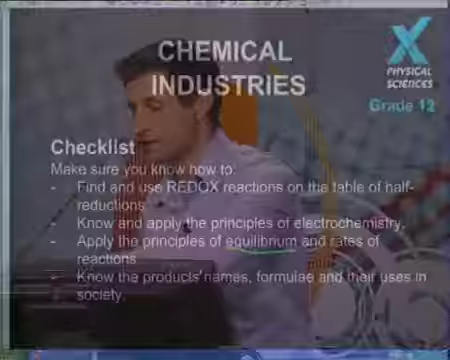 CHEMICAL
INDUSTRIES
X
PHYSICAL
SCIENCES
Grade 12
Checklist
Make sure you know how to:
- Find and use REDOX reactions on the table of half-
reductions
- Know and apply the principles of electrochemistry.
- Apply the principles of equilibrium and rates of
reactions
- Know the products' names, formulae and their uses in
society.